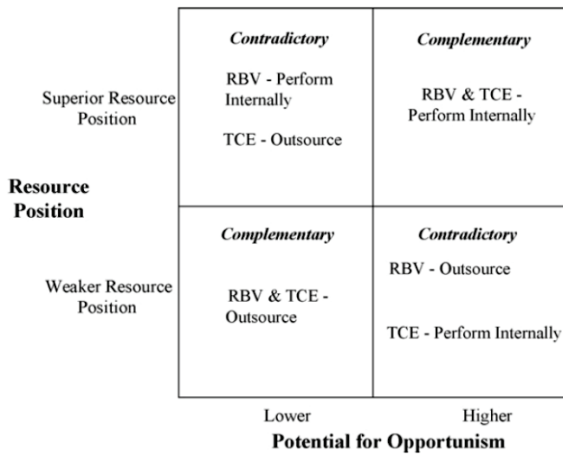 Contradictory
RBV - Perform
Internally
TCE - Outsource
Complementary
RBV & TCE -
Perform Internally
Superior Resource
Position
Resource
Position
Weaker Resource
Position
Complementary
RBV & TCE -
Outsource
Contradictory
RBV - Outsource
TCE - Perform Internally
Lower
Higher
Potential for Opportunism